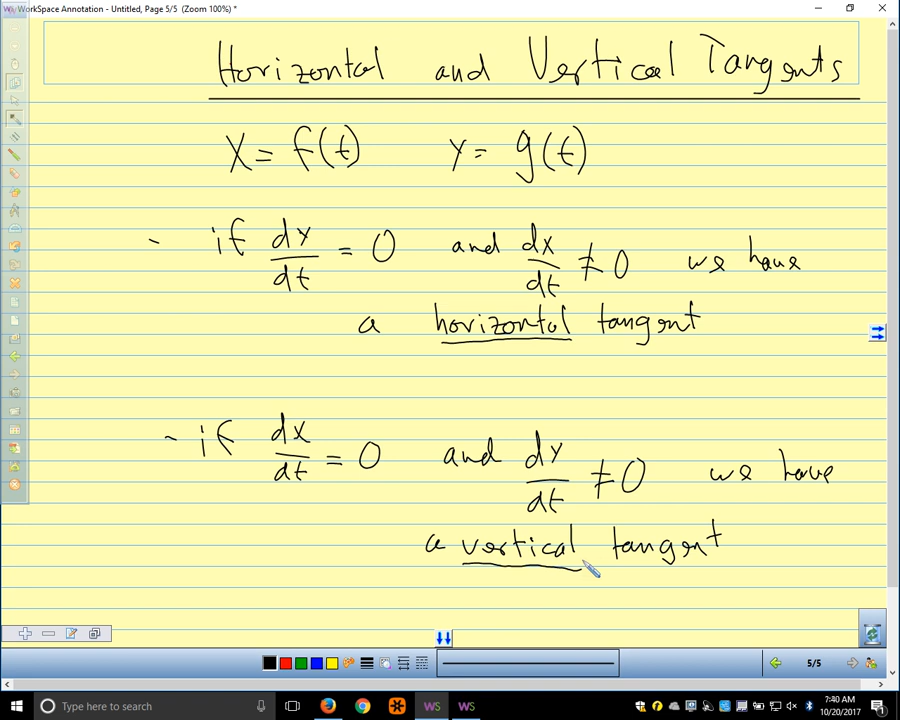 WorkSpace Annotation - Untitled, Page 5/5 (Zoom 100%) *
Horizontal and Vertical Tangents
x = f(t) y = g(t)
- if dy/dt = 0 and dx/dt ≠ 0 we have
a horizontal tangent
- if dx/dt = 0 and dy/dt ≠ 0 we have
a vertical tangent
5/5
Type here to search
WS WS
7:40 AM
10/20/2017